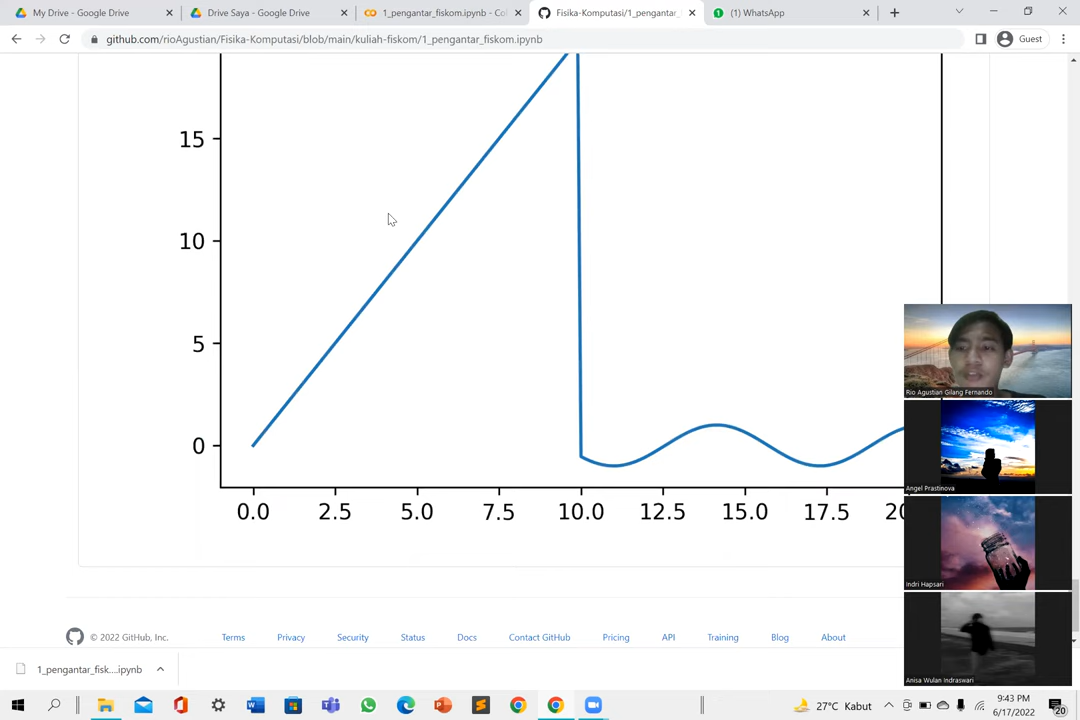 My Drive - Google Drive
Drive Saya - Google Drive
1_pengantar_fiskom.ipynb - Co
Fisika-Komputasi/1_pengantar_
1 (1) WhatsApp
github.com/rioAgustian/Fisika-Komputasi/blob/main/kuliah-fiskom/1_pengantar_fiskom.ipynb
Guest
15
10
5
0
0.0 2.5 5.0 7.5 10.0 12.5 15.0 17.5 20
Rio Agustian Gilang Fernando
Angel Prastinova
Indri Hapsari
Anisa Wulan Indraswari
© 2022 GitHub, Inc. Terms Privacy Security Status Docs Contact GitHub Pricing API Training Blog About
1_pengantar_fisk....ipynb
27°C Kabut
9:43 PM
6/17/2022
20